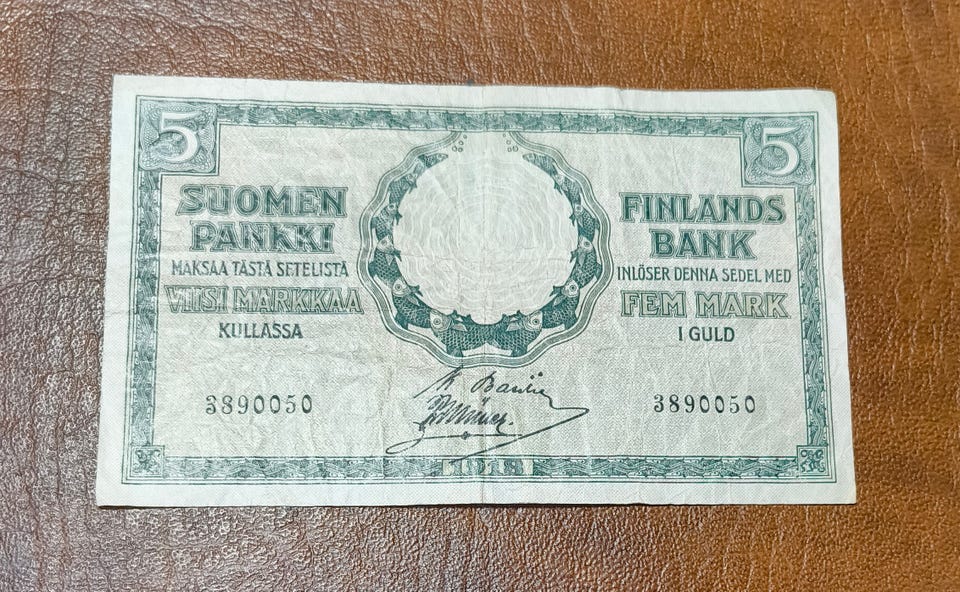 5
5
SUOMEN
PANKKI
MAKSAA TÄSTÄ SETELISTÄ
VIISI MARKKAA
KULLASSA
3890050
FINLANDS
BANK
INLÖSER DENNA SEDEL MED
FEM MARK
I GULD
3890050
1918